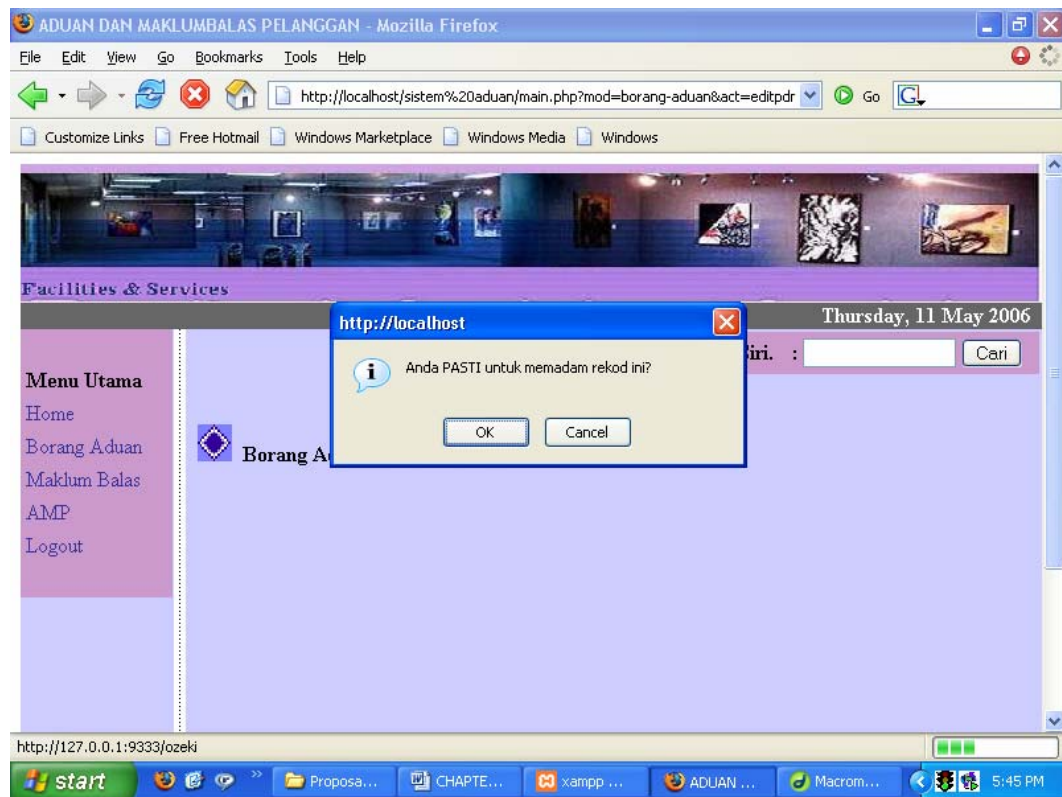 ADUAN DAN MAKLUMBALAS PELANGGAN - Mozilla Firefox
File Edit View Go Bookmarks Tools Help
http://localhost/sistem%20aduan/main.php?mod=borang-aduan&act=editpdr Go G
Customize Links Free Hotmail Windows Marketplace Windows Media Windows
Facilities & Services
Thursday, 11 May 2006
http://localhost
Anda PASTI untuk memadam rekod ini?
OK Cancel
Siri. : Cari
Menu Utama
Home
Borang Aduan
Maklum Balas
AMP
Logout
Borang A
http://127.0.0.1:9333/ozeki
start Proposa... CHAPTE... xampp ... ADUAN ... Macrom... 5:45 PM